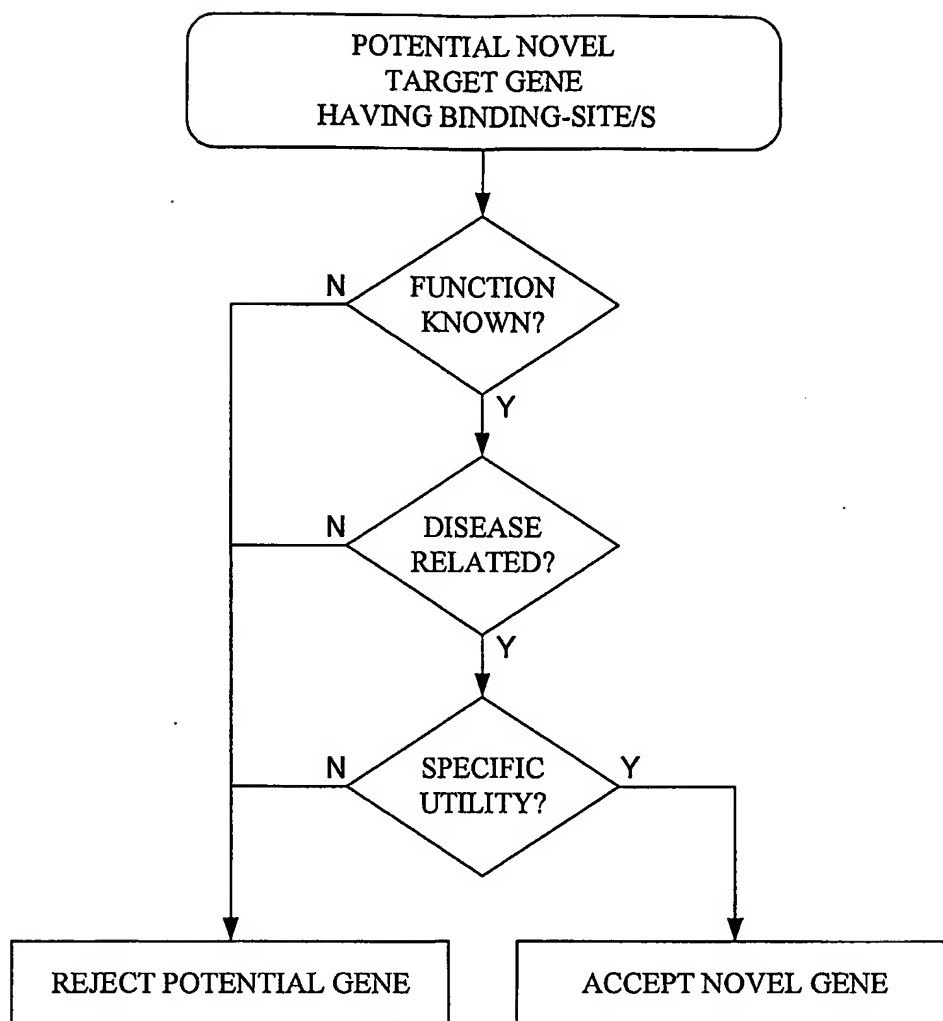 POTENTIAL NOVEL
TARGET GENE
HAVING BINDING-SITE/S
N
FUNCTION
KNOWN?
Y
N
DISEASE
RELATED?
Y
N
SPECIFIC
UTILITY?
Y
REJECT POTENTIAL GENE
ACCEPT NOVEL GENE